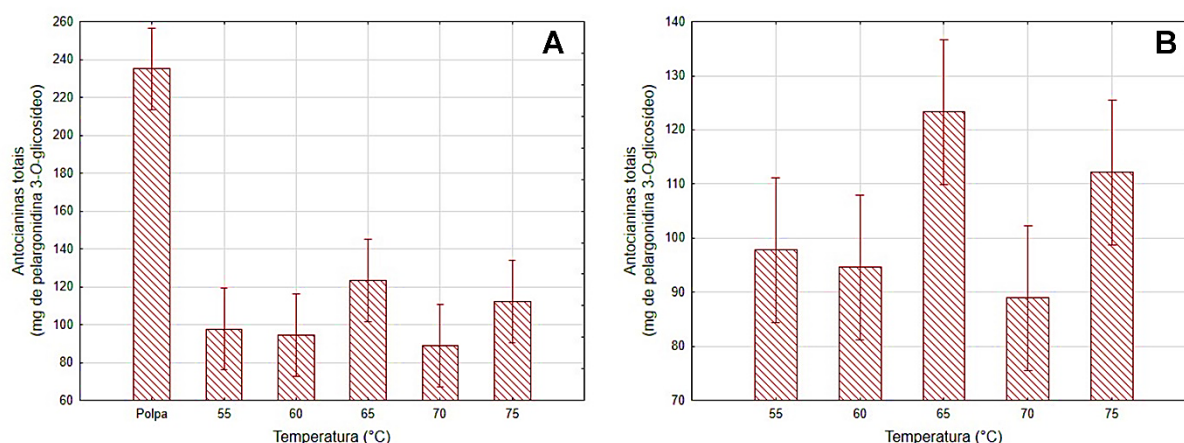 A
Antocianinas totais
(mg de pelargonidina 3-O-glicosídeo)
260
240
220
200
180
160
140
120
100
80
60
Polpa 55 60 65 70 75
Temperatura (°C)
B
Antocianinas totais
(mg de pelargonidina 3-O-glicosídeo)
140
130
120
110
100
90
80
70
55 60 65 70 75
Temperatura (°C)